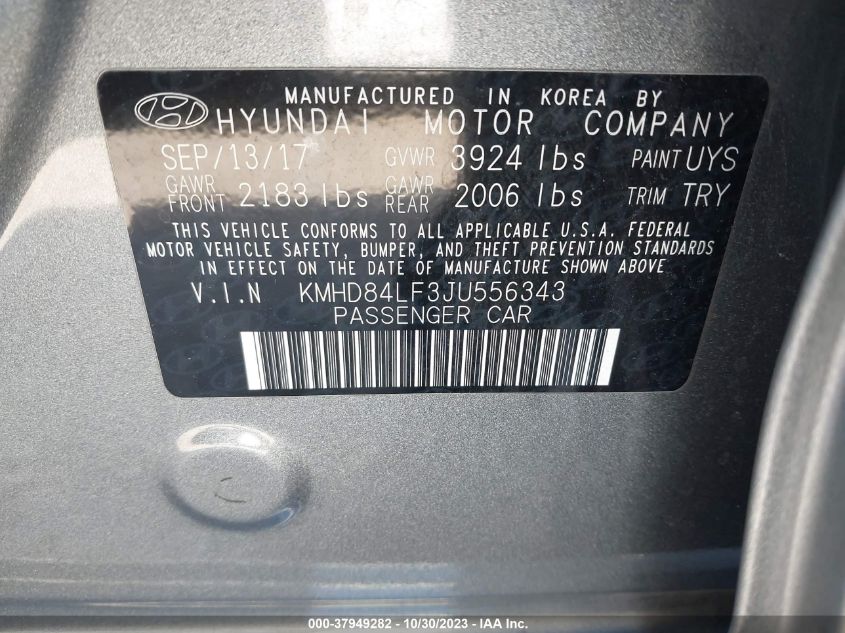 MANUFACTURED IN KOREA BY
HYUNDAI MOTOR COMPANY
SEP/13/17 GVWR 3924 lbs PAINT UYS
GAWR FRONT 2183 lbs GAWR REAR 2006 lbs TRIM TRY
THIS VEHICLE CONFORMS TO ALL APPLICABLE U.S.A. FEDERAL
MOTOR VEHICLE SAFETY, BUMPER, AND THEFT PREVENTION STANDARDS
IN EFFECT ON THE DATE OF MANUFACTURE SHOWN ABOVE.
V.I.N KMHD84LF3JU556343
PASSENGER CAR
000-37949282 - 10/30/2023 - IAA Inc.